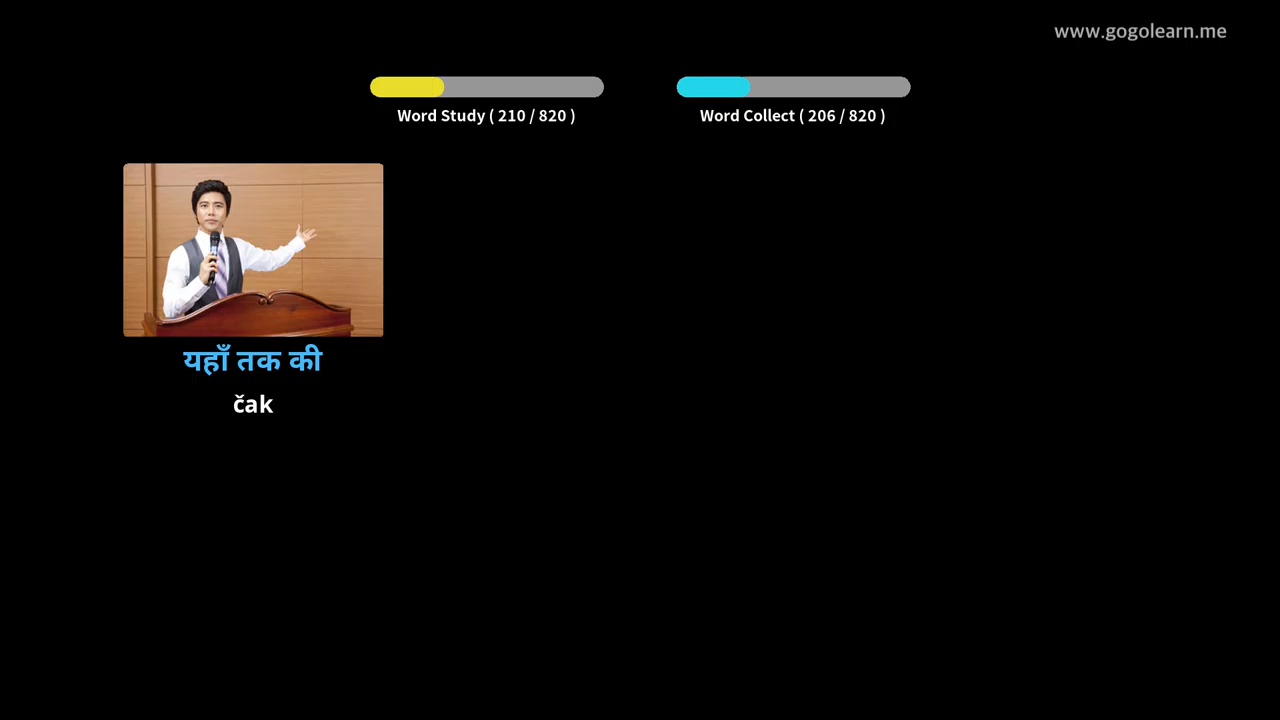 www.gogolearn.me
Word Study ( 210 / 820 )
Word Collect ( 206 / 820 )
यहाँ तक की
čak